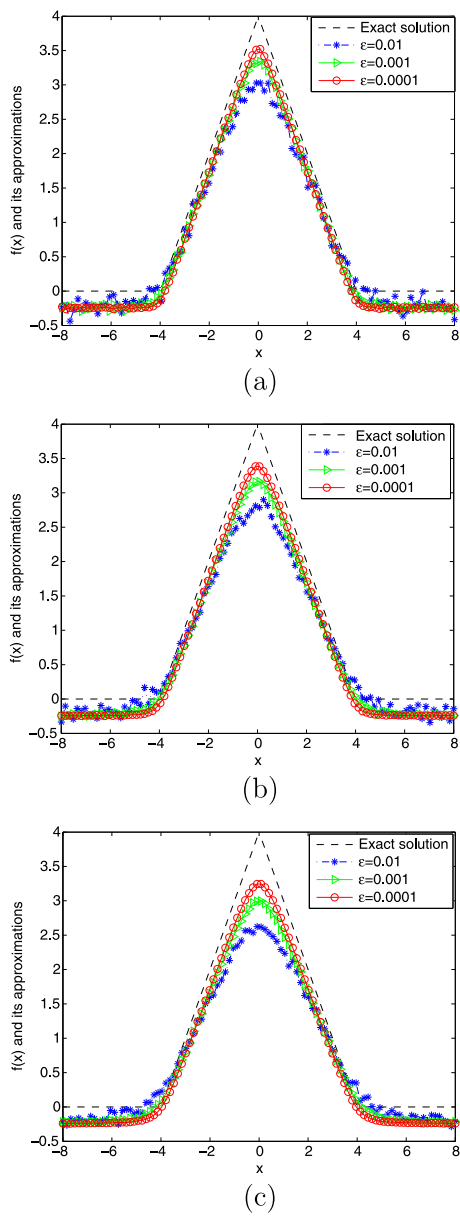 4
3.5
3
2.5
2
1.5
1
0.5
0
−0.5
f(x) and its approximations
Exact solution
ε=0.01
ε=0.001
ε=0.0001
−8 −6 −4 −2 0 2 4 6 8
x
(a)
4
3.5
3
2.5
2
1.5
1
0.5
0
−0.5
f(x) and its approximations
Exact solution
ε=0.01
ε=0.001
ε=0.0001
−8 −6 −4 −2 0 2 4 6 8
x
(b)
4
3.5
3
2.5
2
1.5
1
0.5
0
−0.5
f(x) and its approximations
Exact solution
ε=0.01
ε=0.001
ε=0.0001
−8 −6 −4 −2 0 2 4 6 8
x
(c)